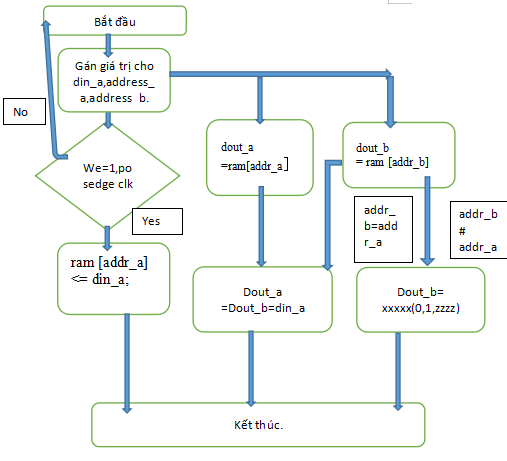 Bắt đầu
Gán giá trị cho
din_a,address_
a,address b.
No
We=1,po
sedge clk
Yes
ram [addr_a]
<= din_a;
dout_a
=ram[addr_a]
dout_b
= ram [addr_b]
addr_
b=add
r_a
addr_b
#
addr_a
Dout_a
=Dout_b=din_a
Dout_b=
xxxxx(0,1,zzzz)
Kết thúc.